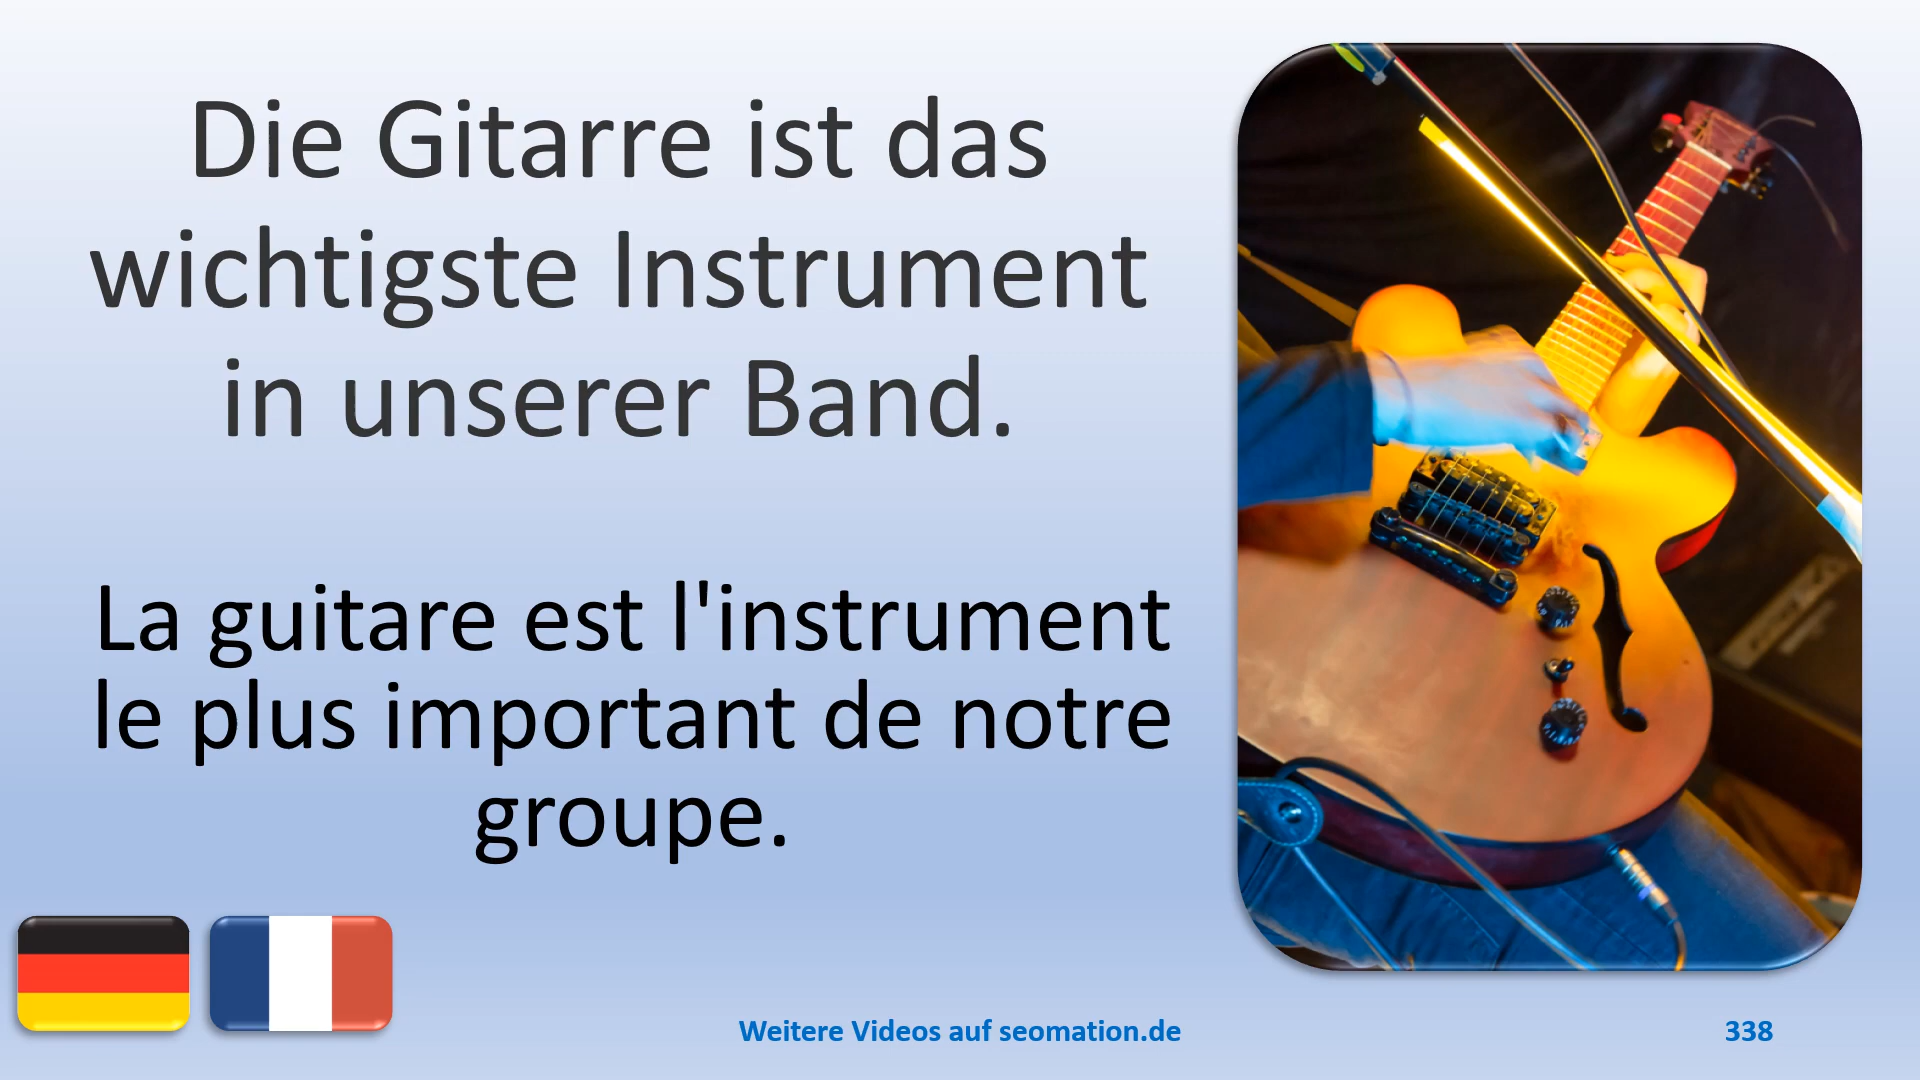 Die Gitarre ist das
wichtigste Instrument
in unserer Band.
La guitare est l'instrument
le plus important de notre
groupe.
Weitere Videos auf seomation.de
338